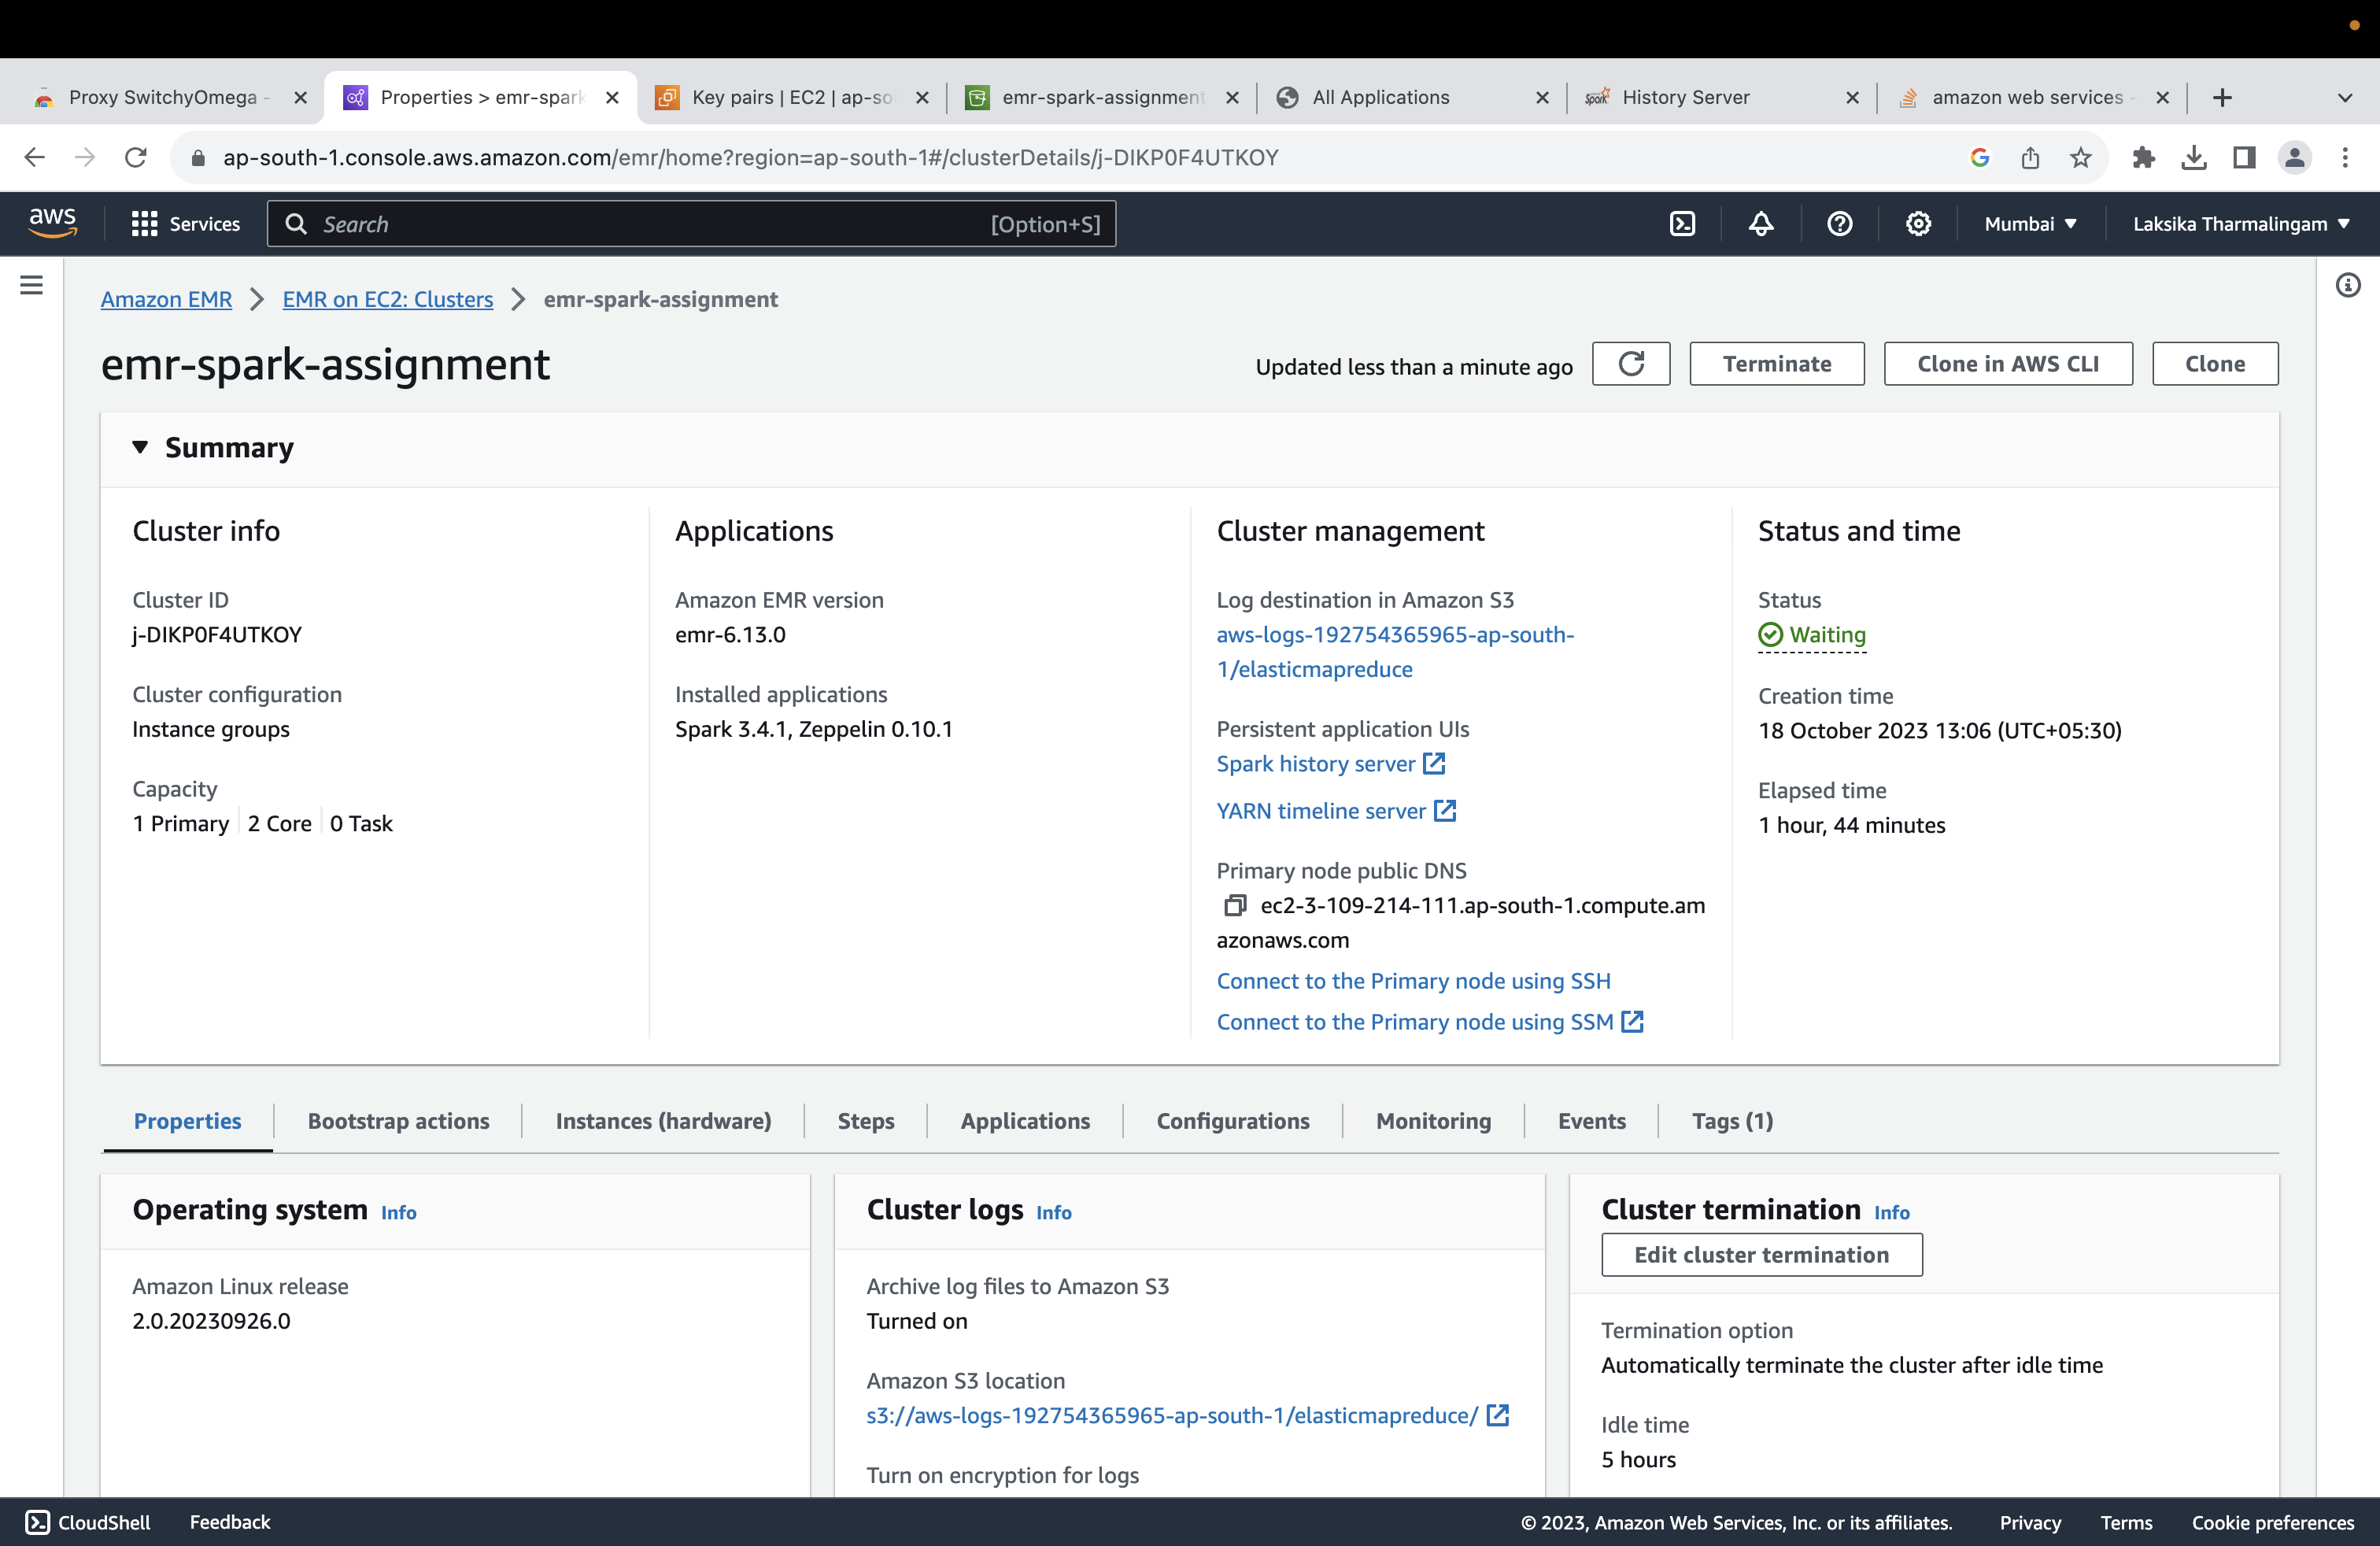 Proxy SwitchyOmega -
Properties > emr-spark
Key pairs | EC2 | ap-so
emr-spark-assignment
All Applications
Spark
History Server
amazon web services -
ap-south-1.console.aws.amazon.com/emr/home?region=ap-south-1#/clusterDetails/j-DIKP0F4UTKOY
aws
Services
Search
[Option+S]
Mumbai
Laksika Tharmalingam
Amazon EMR
EMR on EC2: Clusters
emr-spark-assignment
emr-spark-assignment
Updated less than a minute ago
Terminate
Clone in AWS CLI
Clone
Summary
Cluster info
Cluster ID
j-DIKP0F4UTKOY
Cluster configuration
Instance groups
Capacity
1 Primary
2 Core
0 Task
Applications
Amazon EMR version
emr-6.13.0
Installed applications
Spark 3.4.1, Zeppelin 0.10.1
Cluster management
Log destination in Amazon S3
aws-logs-192754365965-ap-south-
1/elasticmapreduce
Persistent application UIs
Spark history server
YARN timeline server
Primary node public DNS
ec2-3-109-214-111.ap-south-1.compute.am
azonaws.com
Connect to the Primary node using SSH
Connect to the Primary node using SSM
Status and time
Status
Waiting
Creation time
18 October 2023 13:06 (UTC+05:30)
Elapsed time
1 hour, 44 minutes
Properties
Bootstrap actions
Instances (hardware)
Steps
Applications
Configurations
Monitoring
Events
Tags (1)
Operating system Info
Amazon Linux release
2.0.20230926.0
Cluster logs Info
Archive log files to Amazon S3
Turned on
Amazon S3 location
s3://aws-logs-192754365965-ap-south-1/elasticmapreduce/
Turn on encryption for logs
Cluster termination Info
Edit cluster termination
Termination option
Automatically terminate the cluster after idle time
Idle time
5 hours
CloudShell
Feedback
© 2023, Amazon Web Services, Inc. or its affiliates.
Privacy
Terms
Cookie preferences